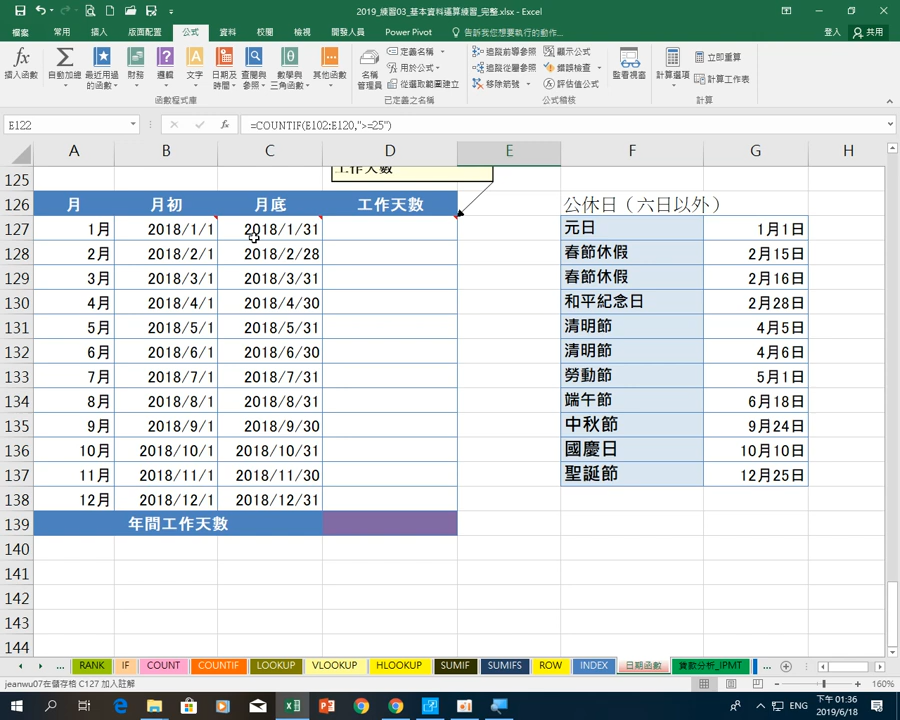 2019_練習03_基本資料運算練習_完整.xlsx - Excel
檔案 常用 插入 版面配置 公式 資料 校閱 檢視 開發人員 Power Pivot 告訴我您想要執行的動作... 登入 共用
插入函數 自動加總 最近用過的函數 財務 邏輯 文字 日期及時間 查閱與參照 數學與三角函數 其他函數
名稱管理員 定義名稱 用於公式 從選取範圍建立
追蹤前導參照 追蹤從屬參照 移除箭號 顯示公式 錯誤檢查 評估值公式 監看視窗
計算選項 立即重算 計算工作表
函數程式庫 已定義之名稱 公式稽核 計算
E122 fx =COUNTIF(E102:E120,">=25")
A B C D E F G H
125 工作天數
126 月 月初 月底 工作天數 公休日（六日以外）
127 1月 2018/1/1 2018/1/31 元日 1月1日
128 2月 2018/2/1 2018/2/28 春節休假 2月15日
129 3月 2018/3/1 2018/3/31 春節休假 2月16日
130 4月 2018/4/1 2018/4/30 和平紀念日 2月28日
131 5月 2018/5/1 2018/5/31 清明節 4月5日
132 6月 2018/6/1 2018/6/30 清明節 4月6日
133 7月 2018/7/1 2018/7/31 勞動節 5月1日
134 8月 2018/8/1 2018/8/31 端午節 6月18日
135 9月 2018/9/1 2018/9/30 中秋節 9月24日
136 10月 2018/10/1 2018/10/31 國慶日 10月10日
137 11月 2018/11/1 2018/11/30 聖誕節 12月25日
138 12月 2018/12/1 2018/12/31
139 年間工作天數
140
141
142
143
144
... RANK IF COUNT COUNTIF LOOKUP VLOOKUP HLOOKUP SUMIF SUMIFS ROW INDEX 日期函數 貸款分析_IPMT ...
jeanwu07在儲存格 C127 加入註解 160%
ENG 下午 01:36
2019/6/18